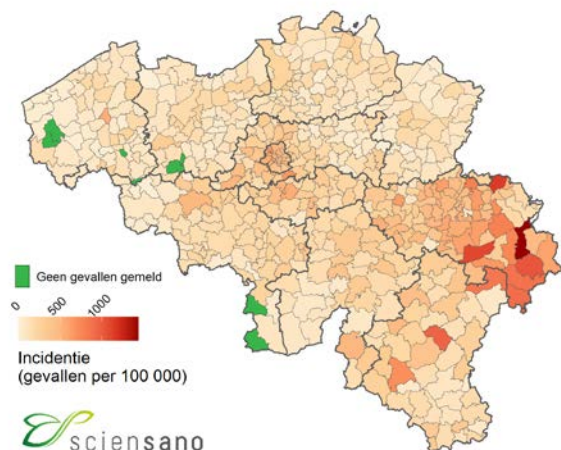 Geen gevallen gemeld
0 500 1000
Incidentie
(gevallen per 100 000)
sciensano